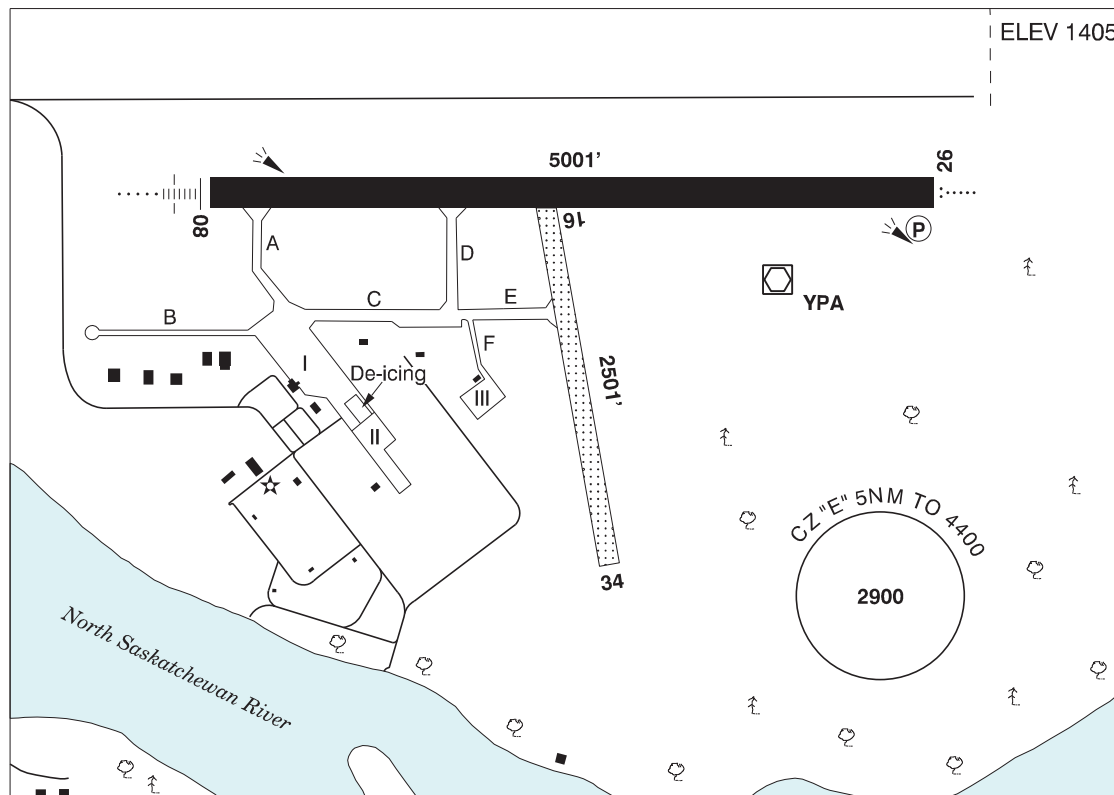 ELEV 1405
5001'
26
08
16
P
A
D
YPA
C
E
B
F
I
2501'
De-icing
III
II
CZ "E" 5NM TO 4400
34
2900
North Saskatchewan River